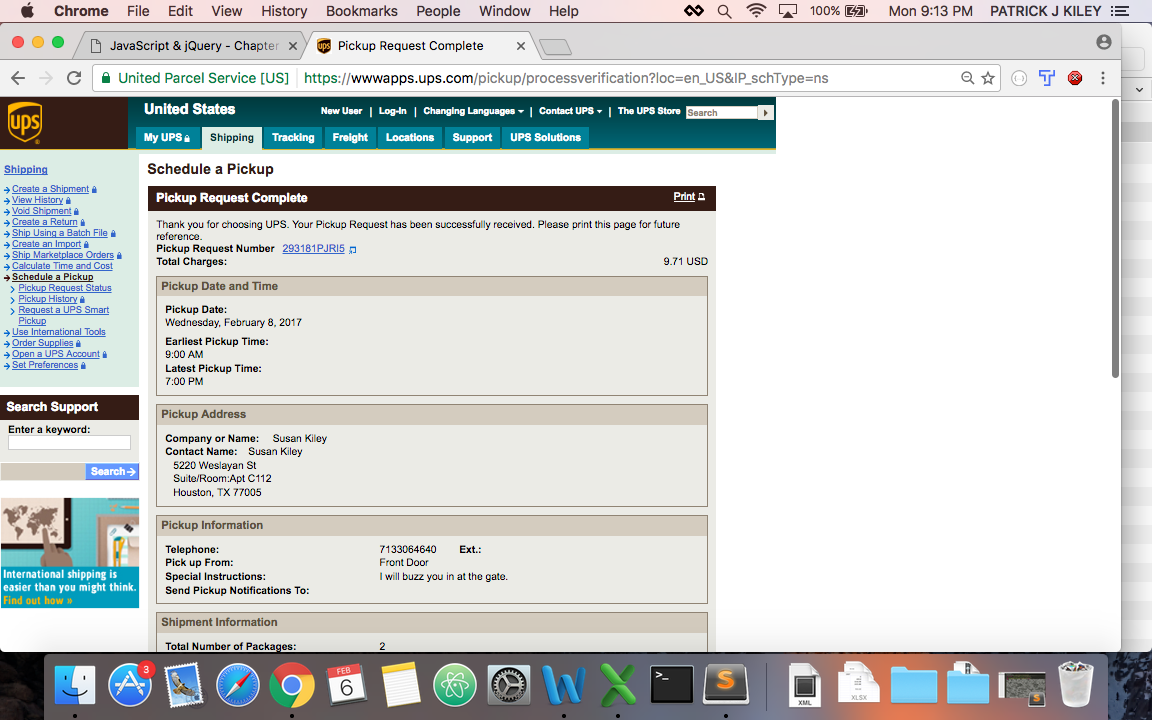 Chrome File Edit View History Bookmarks People Window Help 100% Mon 9:13 PM PATRICK J KILEY
JavaScript & jQuery - Chapter
Pickup Request Complete
United Parcel Service [US] https://wwwapps.ups.com/pickup/processverification?loc=en_US&IP_schType=ns
ups
United States
New User | Log-In | Changing Languages | Contact UPS | The UPS Store Search
My UPS Shipping Tracking Freight Locations Support UPS Solutions
Shipping
Create a Shipment
View History
Void Shipment
Create a Return
Ship Using a Batch File
Create an Import
Ship Marketplace Orders
Calculate Time and Cost
Schedule a Pickup
Pickup Request Status
Pickup History
Request a UPS Smart
Pickup
Use International Tools
Order Supplies
Open a UPS Account
Set Preferences
Search Support
Enter a keyword:
Search
International shipping is
easier than you might think.
Find out how »
Schedule a Pickup
Pickup Request Complete Print
Thank you for choosing UPS. Your Pickup Request has been successfully received. Please print this page for future
reference.
Pickup Request Number 293181PJRI5
Total Charges: 9.71 USD
Pickup Date and Time
Pickup Date:
Wednesday, February 8, 2017
Earliest Pickup Time:
9:00 AM
Latest Pickup Time:
7:00 PM
Pickup Address
Company or Name: Susan Kiley
Contact Name: Susan Kiley
5220 Weslayan St
Suite/Room:Apt C112
Houston, TX 77005
Pickup Information
Telephone: 7133064640 Ext.:
Pick up From: Front Door
Special Instructions: I will buzz you in at the gate.
Send Pickup Notifications To:
Shipment Information
Total Number of Packages: 2
3
FEB
6
XML
XLSX